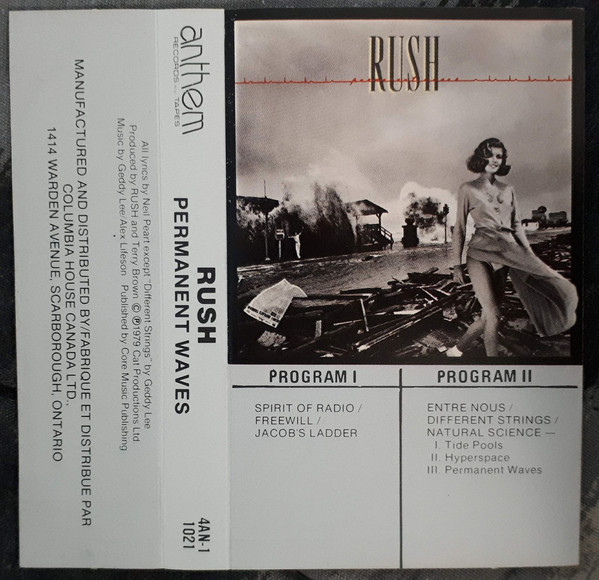 anthem
RECORDS
TAPES
MANUFACTURED AND DISTRIBUTED BY/FABRIQUE ET DISTRIBUE PAR
COLUMBIA HOUSE CANADA LTD.,
1414 WARDEN AVENUE, SCARBOROUGH, ONTARIO
All lyrics by Neil Peart except "Different Strings" by Geddy Lee
Produced by RUSH and Terry Brown © ℗1979 Cat Productions Ltd.
Music by Geddy Lee/Alex Lifeson Published by Core Music Publishing
RUSH
PERMANENT WAVES
4AN-1
1021
RUSH
PROGRAM I
SPIRIT OF RADIO /
FREEWILL /
JACOB'S LADDER
PROGRAM II
ENTRE NOUS /
DIFFERENT STRINGS /
NATURAL SCIENCE —
I. Tide Pools
II. Hyperspace
III. Permanent Waves